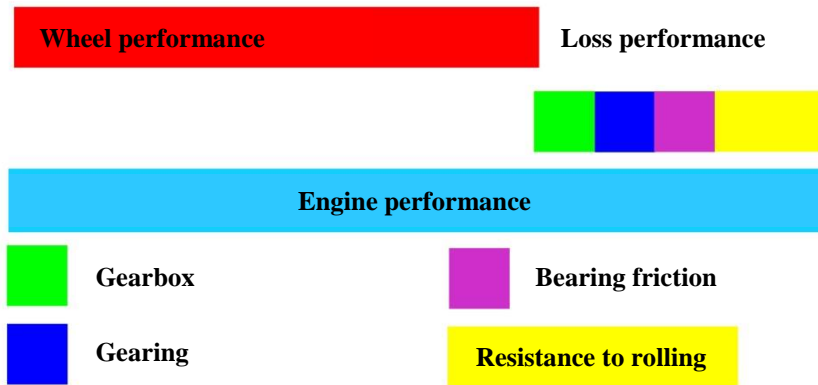 Wheel performance
Loss performance
Engine performance
Gearbox
Bearing friction
Gearing
Resistance to rolling